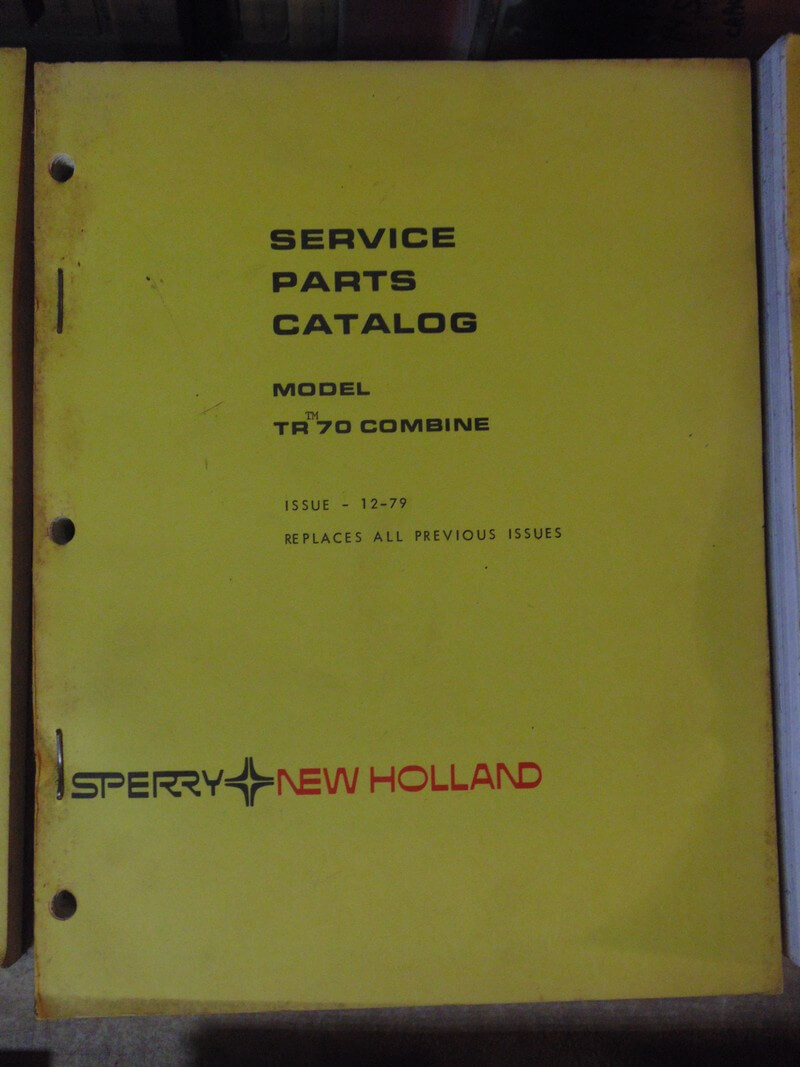 SERVICE
PARTS
CATALOG
MODEL
TR™70 COMBINE
ISSUE - 12-79
REPLACES ALL PREVIOUS ISSUES
SPERRY NEW HOLLAND